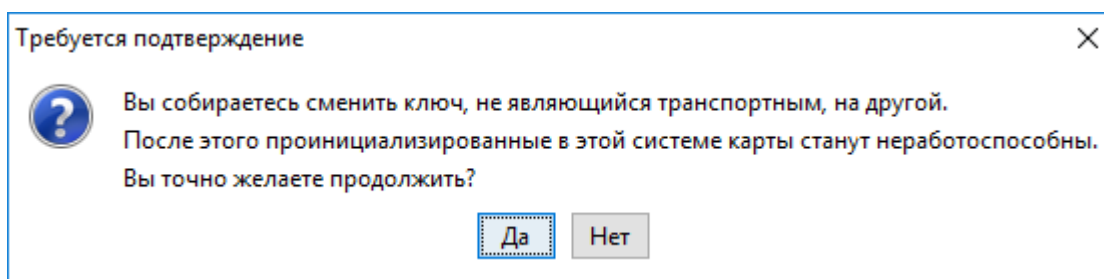 Требуется подтверждение
Вы собираетесь сменить ключ, не являющийся транспортным, на другой.
После этого проинициализированные в этой системе карты станут неработоспособны.
Вы точно желаете продолжить?
Да Нет